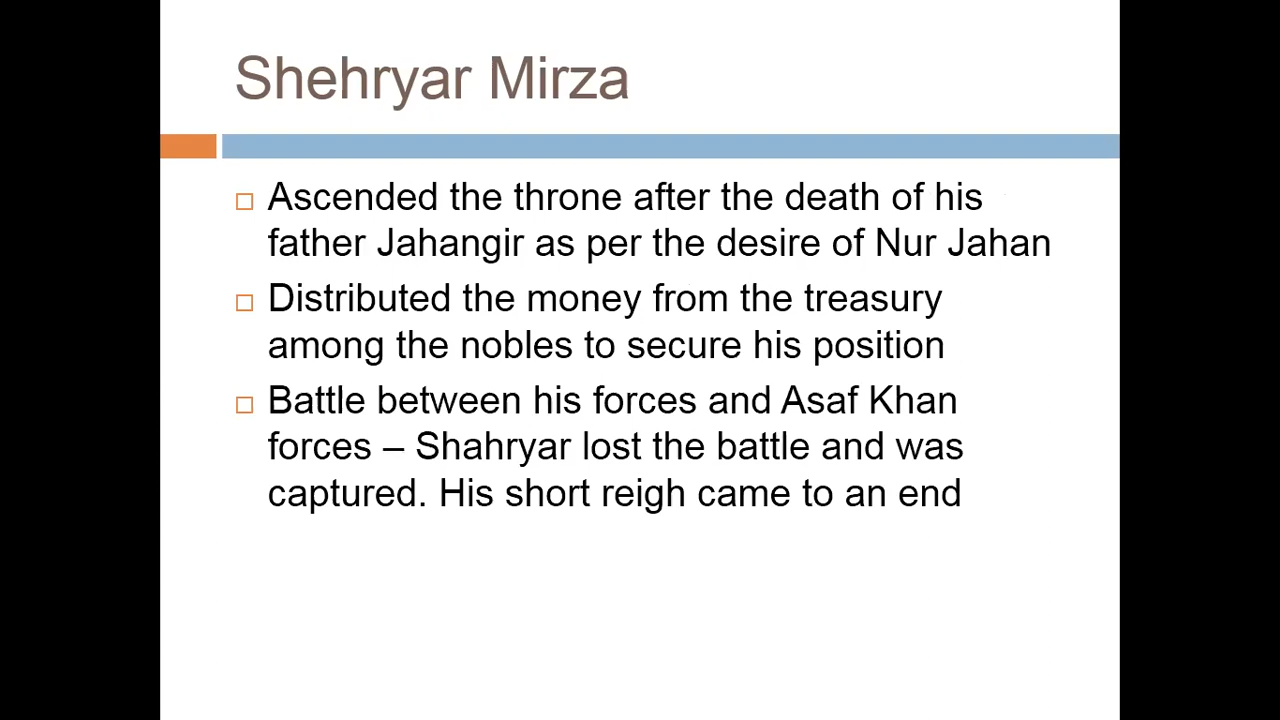 Shehryar Mirza
Ascended the throne after the death of his
father Jahangir as per the desire of Nur Jahan
Distributed the money from the treasury
among the nobles to secure his position
Battle between his forces and Asaf Khan
forces – Shahryar lost the battle and was
captured. His short reigh came to an end